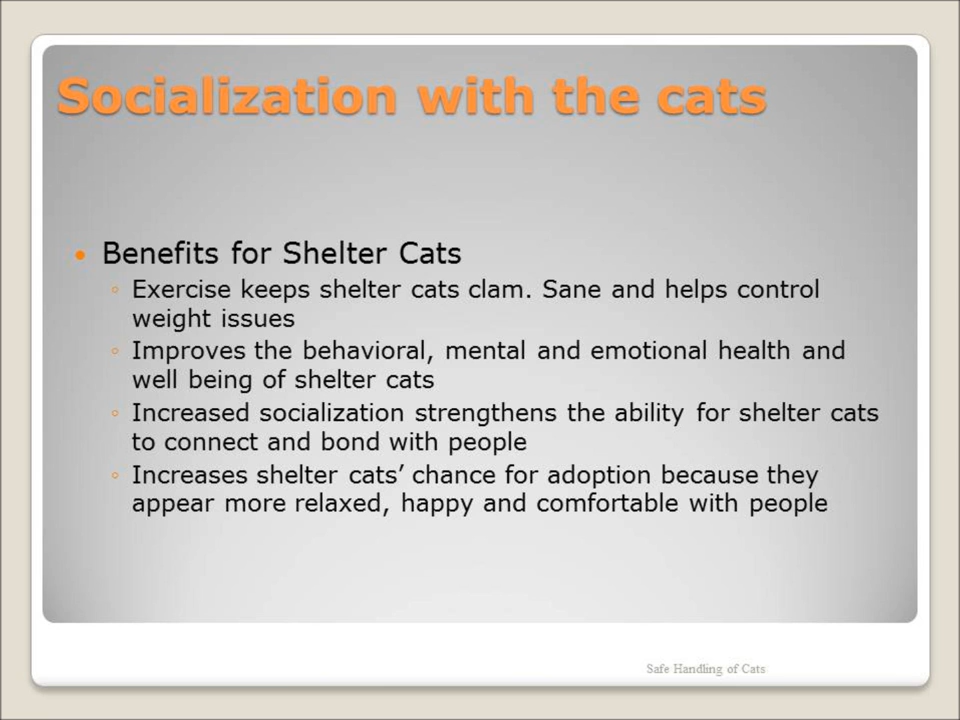 Socialization with the cats
Benefits for Shelter Cats
Exercise keeps shelter cats clam. Sane and helps control
weight issues
Improves the behavioral, mental and emotional health and
well being of shelter cats
Increased socialization strengthens the ability for shelter cats
to connect and bond with people
Increases shelter cats’ chance for adoption because they
appear more relaxed, happy and comfortable with people
Safe Handling of Cats